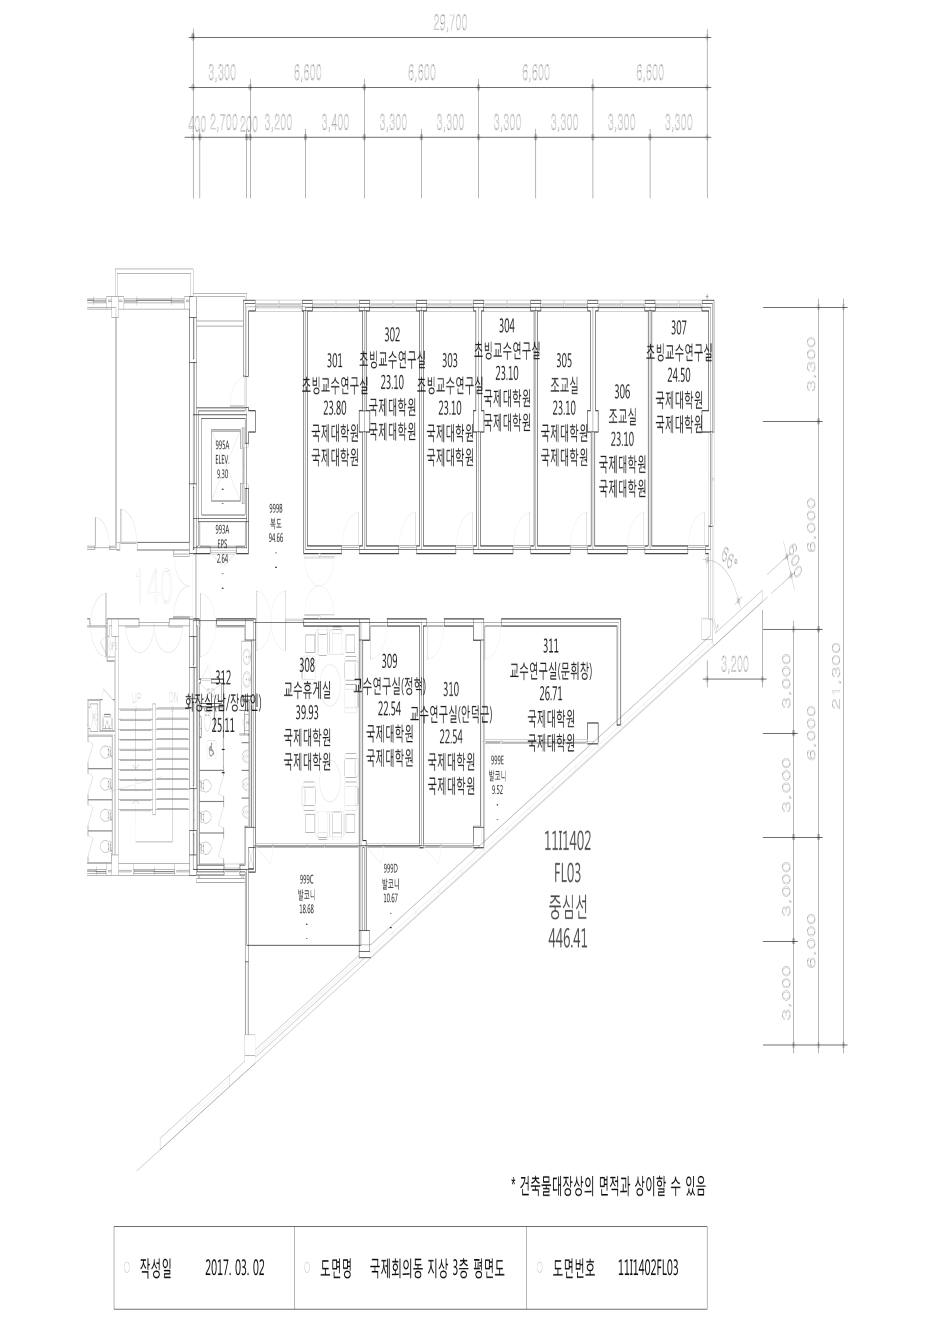 29,700
3,300 6,600 6,600 6,600 6,600
400 2,700 200 3,200 3,400 3,300 3,300 3,300 3,300 3,300 3,300
301
초빙교수연구실
23.80
국제대학원
국제대학원
302
초빙교수연구실
23.10
국제대학원
국제대학원
303
초빙교수연구실
23.10
국제대학원
국제대학원
304
초빙교수연구실
23.10
국제대학원
국제대학원
305
조교실
23.10
국제대학원
국제대학원
306
조교실
23.10
국제대학원
국제대학원
307
초빙교수연구실
24.50
국제대학원
국제대학원
995A
ELEV.
9.30
-
-
993A
EPS
2.64
-
-
999B
복도
94.66
-
-
140
66°
500
3,200
UP
DN
312
화장실(남/장애인)
25.11
-
-
308
교수휴게실
39.93
국제대학원
국제대학원
309
교수연구실(정혁)
22.54
국제대학원
국제대학원
310
교수연구실(안덕근)
22.54
국제대학원
국제대학원
311
교수연구실(문휘창)
26.71
국제대학원
국제대학원
999E
발코니
9.52
-
-
999C
발코니
18.68
-
-
999D
발코니
10.67
-
-
11I1402
FL03
중심선
446.41
3,300
6,000
3,000
3,000
6,000
3,000
3,000
6,000
21,300
* 건축물대장상의 면적과 상이할 수 있음
작성일 2017. 03. 02 도면명 국제회의동 지상 3층 평면도 도면번호 11I1402FL03